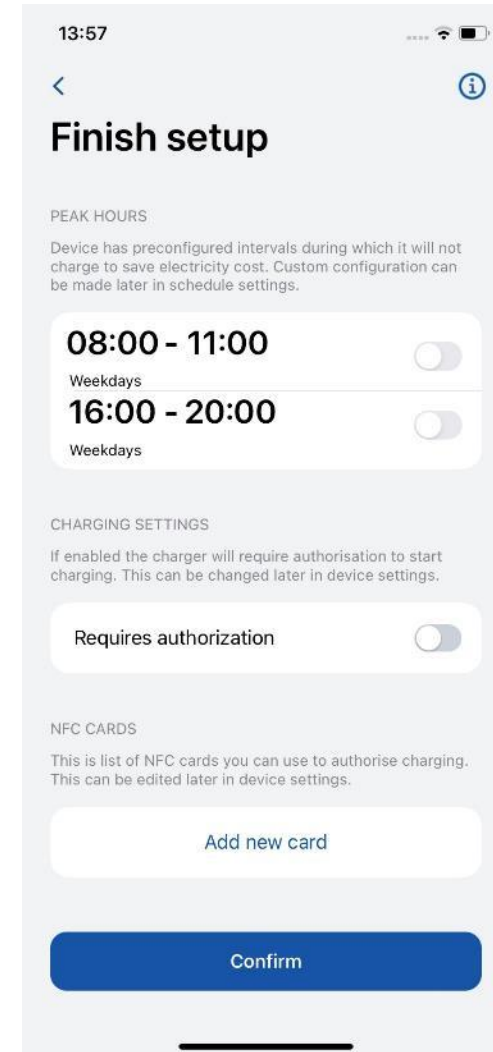 13:57
Finish setup
PEAK HOURS
Device has preconfigured intervals during which it will not
charge to save electricity cost. Custom configuration can
be made later in schedule settings.
08:00 - 11:00
Weekdays
16:00 - 20:00
Weekdays
CHARGING SETTINGS
If enabled the charger will require authorisation to start
charging. This can be changed later in device settings.
Requires authorization
NFC CARDS
This is list of NFC cards you can use to authorise charging.
This can be edited later in device settings.
Add new card
Confirm